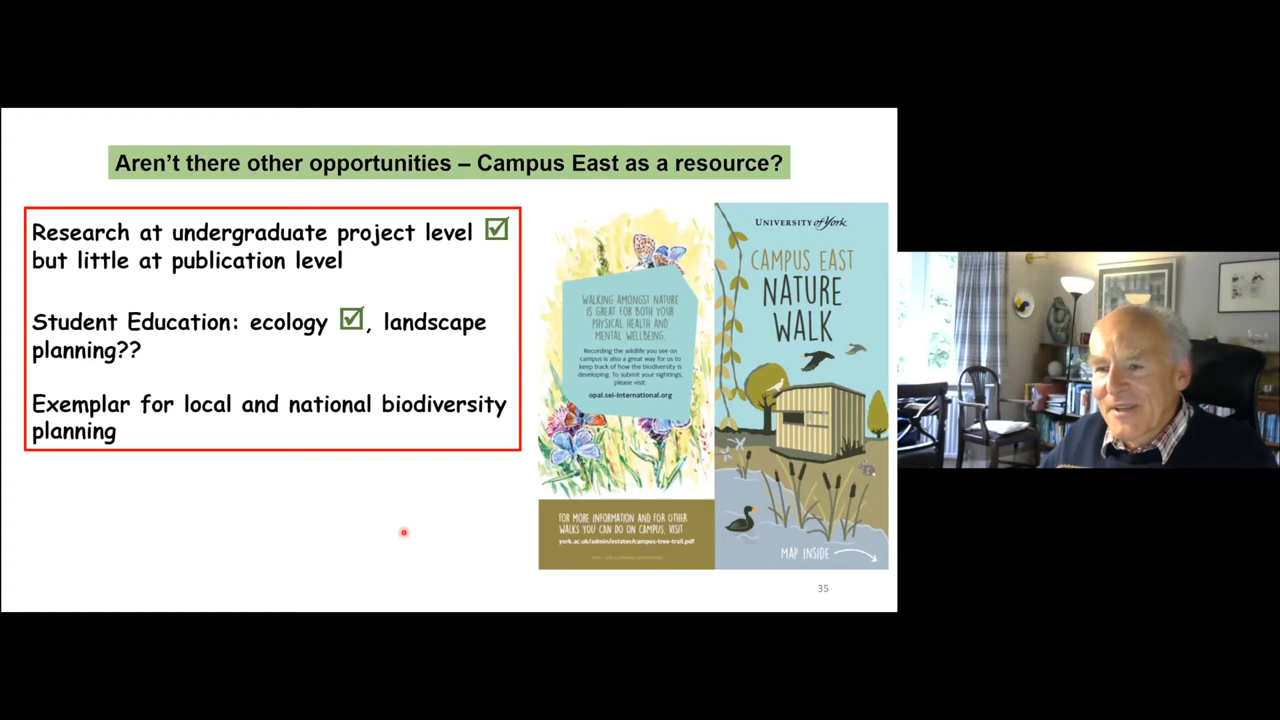 Aren't there other opportunities – Campus East as a resource?
Research at undergraduate project level ☑
but little at publication level
Student Education: ecology ☑, landscape
planning??
Exemplar for local and national biodiversity
planning
WALKING AMONGST NATURE
IS GREAT FOR BOTH YOUR
PHYSICAL HEALTH AND
MENTAL WELLBEING.
Recording the wildlife you see on
campus is also a great way for us to
keep track of how the biodiversity is
developing. To submit your sightings,
please visit:
opal.sei-international.org
FOR MORE INFORMATION AND FOR OTHER
WALKS YOU CAN DO ON CAMPUS, VISIT
york.ac.uk/admin/estates/campus-tree-trail.pdf
UNIVERSITY of York
CAMPUS EAST
NATURE
WALK
MAP INSIDE
35